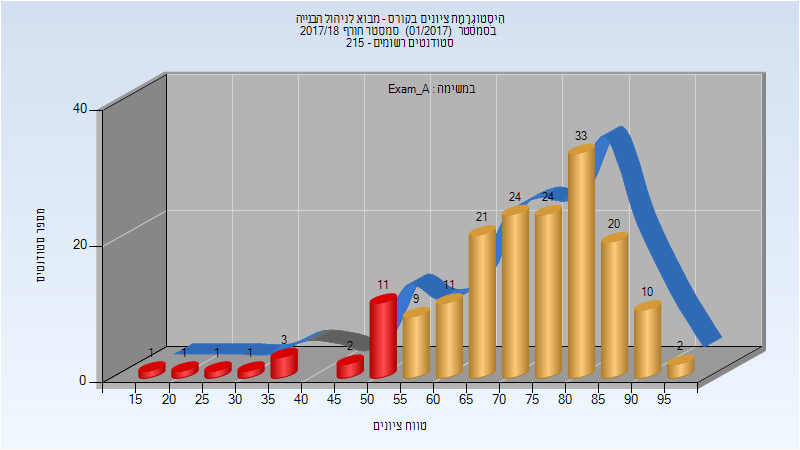 היסטוגרמת ציונים בקורס - מבוא לניהול הבנייה
בסמסטר (01/2017) סמסטר חורף 2017/18
סטודנטים רשומים - 215
במשימה : Exam_A
40
20
0
מספר סטודנטים
1 1 1 1 3 2 11 9 11 21 24 24 33 20 10 2
15 20 25 30 35 40 45 50 55 60 65 70 75 80 85 90 95
טווח ציונים